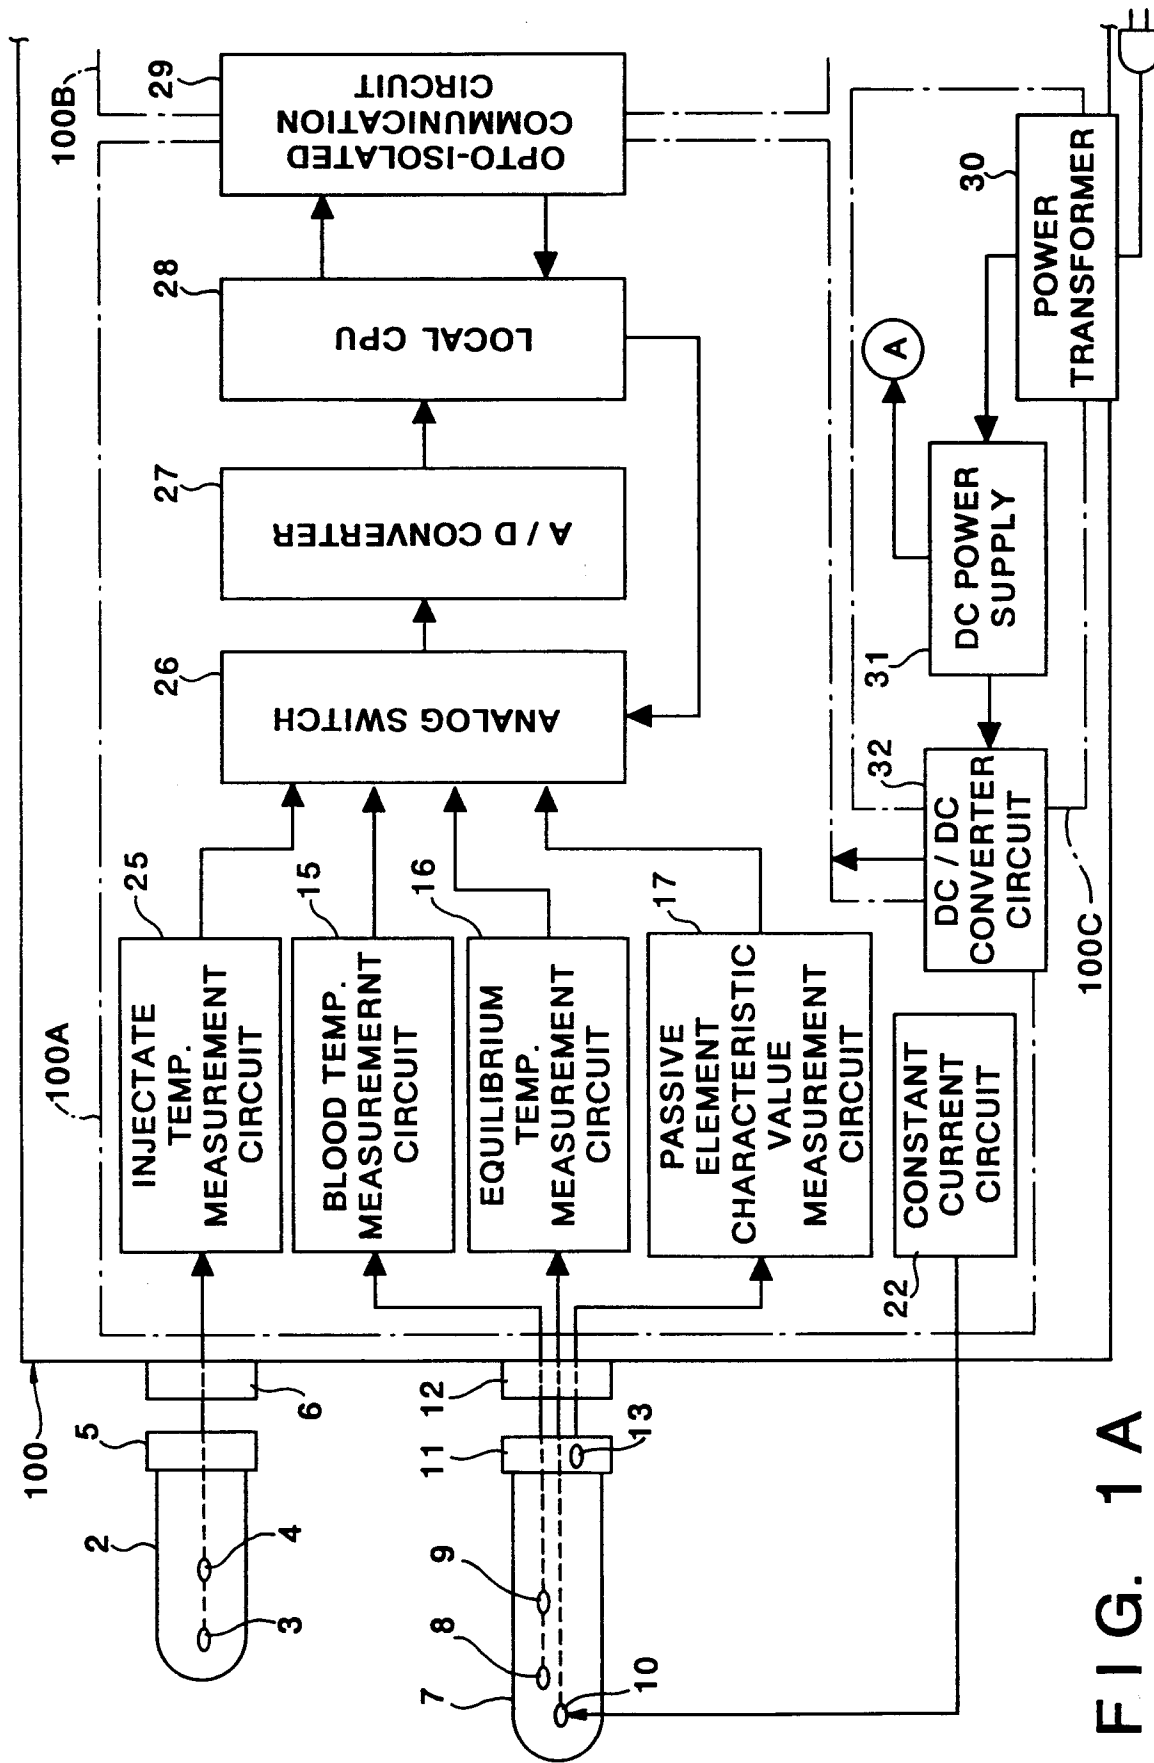 FIG. 1A
100
100A
100B
2
3
4
5
6
7
8
9
10
11
12
13
25
INJECTATE
TEMP.
MEASUREMENT
CIRCUIT
15
BLOOD TEMP.
MEASUREMERNT
CIRCUIT
16
EQUILIBRIUM
TEMP.
MEASUREMENT
CIRCUIT
17
PASSIVE
ELEMENT
CHARACTERISTIC
VALUE
MEASUREMENT
CIRCUIT
22
CONSTANT
CURRENT
CIRCUIT
26
ANALOG SWITCH
27
A / D CONVERTER
28
LOCAL CPU
29
OPTO-ISOLATED
COMMUNICATION
CIRCUIT
32
DC / DC
CONVERTER
CIRCUIT
100C
31
DC POWER
SUPPLY
A
30
POWER
TRANSFORMER